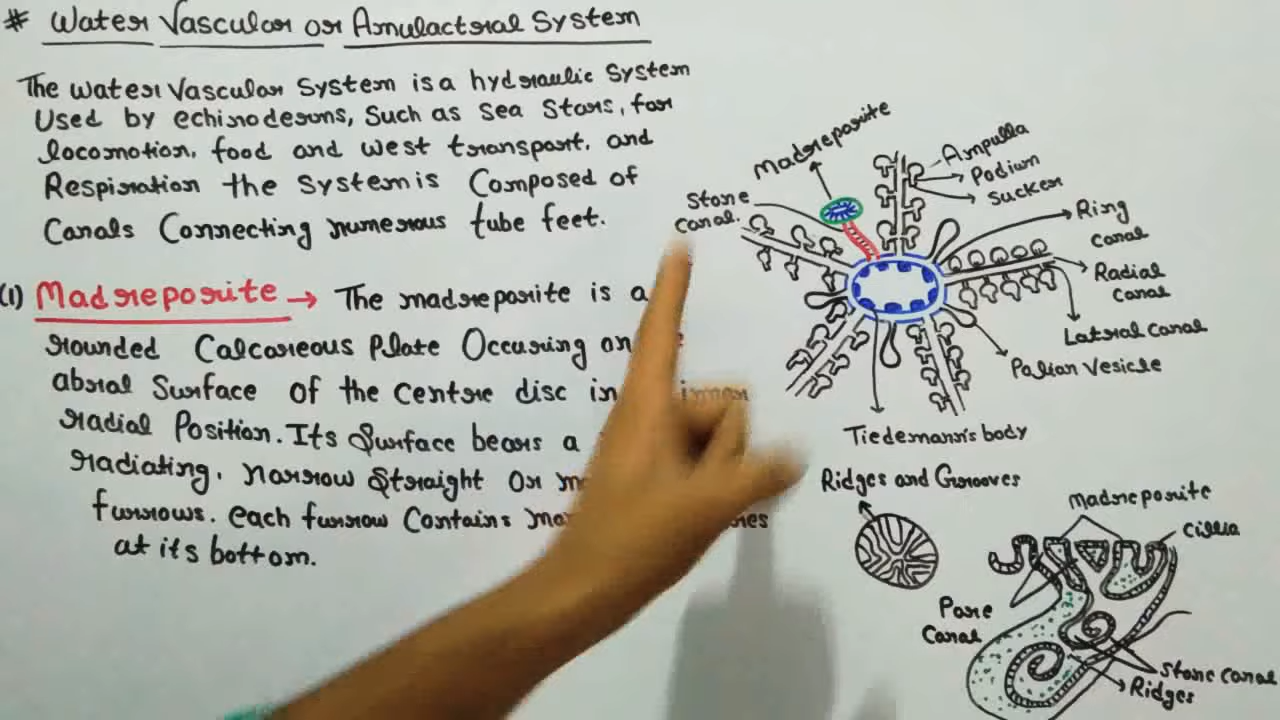 # Water Vascular or Amulactral System
The Water Vascular System is a hydraulic System
Used by echinoderms, Such as Sea Stars, for
locomotion, food and west transport, and
Respiration the System is Composed of
Canals Connecting numerous tube feet.
(1) Madreporite → The madreporite is a
rounded Calcareous Plate Occuring on
abral Surface of the Centre disc in
radial Position. Its Surface bears a
radiating, narrow Straight Or
furrows. each furrow Contains
at its bottom.
Madreporite
Stone
Canal.
Ampulla
Podium
Sucker
Ring
Canal
Radial
Canal
Latral Canal
Polian Vesicle
Tiedemann's body
Ridges and Grooves
Madreporite
Cillia
Pore
Canal
Stone Canal
Ridges